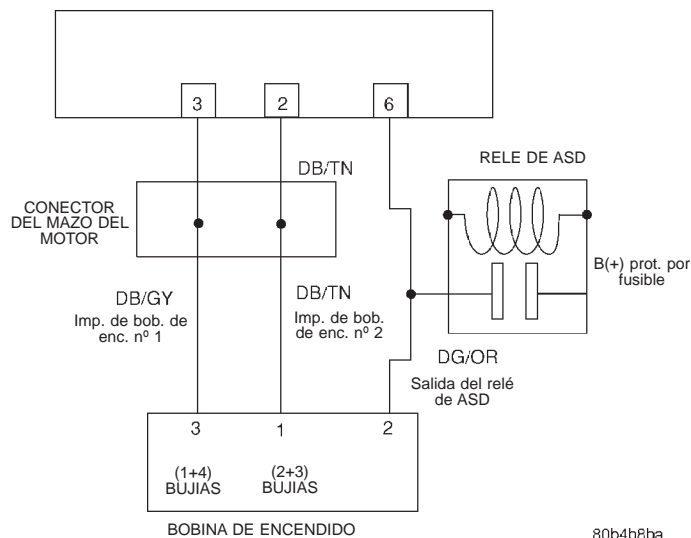 3
2
6
DB/TN
RELE DE ASD
CONECTOR
DEL MAZO DEL
MOTOR
B(+) prot. por
fusible
DB/GY
Imp. de bob. de
enc. nº 1
DB/TN
Imp. de bob.
de enc. nº 2
DG/OR
Salida del relé
de ASD
3
1
2
(1+4)
BUJIAS
(2+3)
BUJIAS
BOBINA DE ENCENDIDO
80b4b8ba